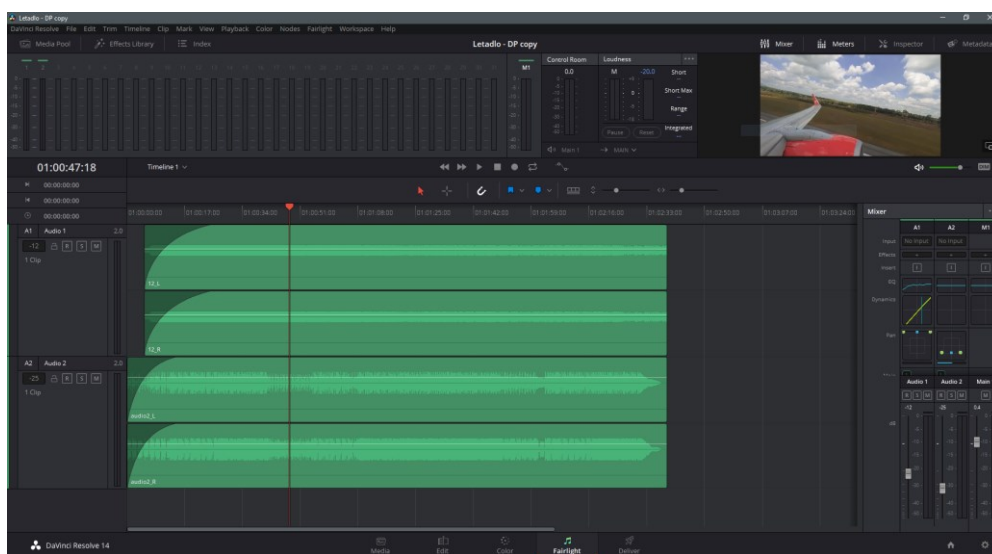 Letadlo - DP copy
DaVinci Resolve File Edit Trim Timeline Clip Mark View Playback Color Nodes Fairlight Workspace Help
Media Pool Effects Library Index Letadlo - DP copy Mixer Meters Inspector Metadata
1 2 M1
Control Room Loudness
0.0 M -20.0 Short
Short Max
Range
Integrated
Pause Reset
Main 1 Mark
01:00:47:18 Timeline 1
00:00:00:00
00:00:00:00
00:00:00:00
01:00:00:00 01:00:17:00 01:00:34:00 01:00:51:00 01:01:08:00 01:01:25:00 01:01:42:00 01:01:59:00 01:02:16:00 01:02:33:00 01:02:50:00 01:03:07:00 01:03:24:00
A1 Audio 1 2.0
-12 R S M
1 Clip
12_L
12_R
A2 Audio 2 2.0
-25 R S M
1 Clip
audio2_L
audio2_R
Mixer
A1 A2 M1
Input No Input No Input
Effects
Insert
EQ
Dynamics
Pan
Audio 1 Audio 2 Main
R S M R S M M
-12 -25 0.4
dB
DaVinci Resolve 14
Media Edit Color Fairlight Deliver